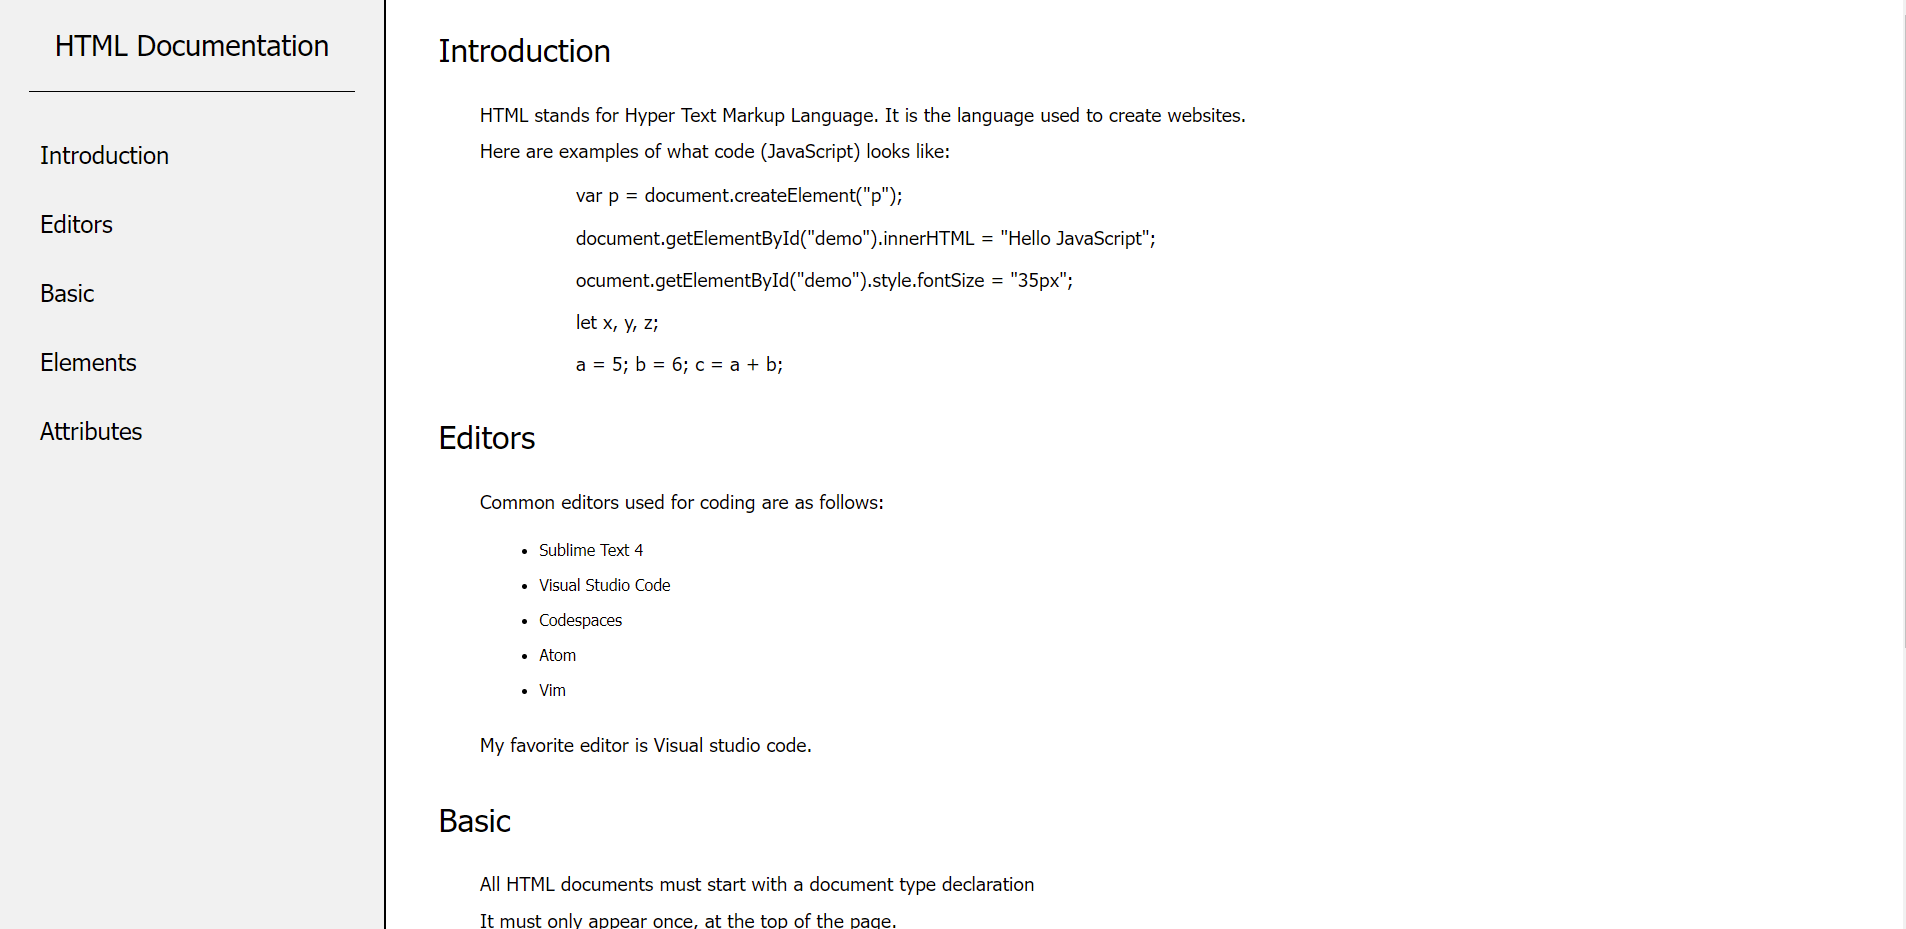 HTML Documentation
Introduction
Editors
Basic
Elements
Attributes
Introduction
HTML stands for Hyper Text Markup Language. It is the language used to create websites.
Here are examples of what code (JavaScript) looks like:
var p = document.createElement("p");
document.getElementById("demo").innerHTML = "Hello JavaScript";
ocument.getElementById("demo").style.fontSize = "35px";
let x, y, z;
a = 5; b = 6; c = a + b;
Editors
Common editors used for coding are as follows:
• Sublime Text 4
• Visual Studio Code
• Codespaces
• Atom
• Vim
My favorite editor is Visual studio code.
Basic
All HTML documents must start with a document type declaration
It must only appear once, at the top of the page.